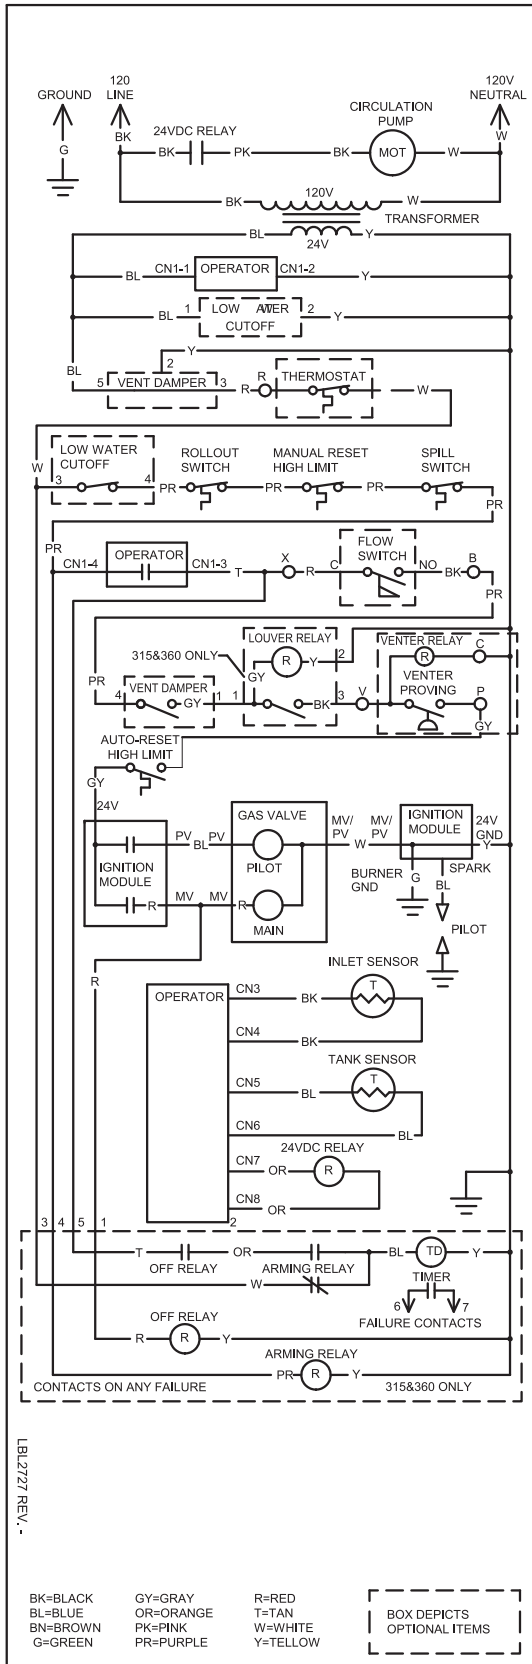 GROUND 120 LINE 120V NEUTRAL
BK G W
24VDC RELAY CIRCULATION PUMP
BK PK BK MOT W
BK 120V W
TRANSFORMER
BL 24V Y
BL CN1-1 OPERATOR CN1-2 Y
BL 1 LOW WATER CUTOFF 2 Y
BL 2 Y
5 VENT DAMPER 3 R R THERMOSTAT W
W
LOW WATER CUTOFF
3 4 PR
ROLLOUT SWITCH PR
MANUAL RESET HIGH LIMIT PR
SPILL SWITCH
PR
PR
CN1-4 OPERATOR CN1-3 T X R C
FLOW SWITCH
NO BK B
PR
315&360 ONLY
LOUVER RELAY
GY R Y 2
VENTER RELAY
R C
PR
4 VENT DAMPER GY 1 1 BK 3 V
VENTER PROVING
P
GY
AUTO-RESET HIGH LIMIT
GY
24V
IGNITION MODULE
PV BL PV
GAS VALVE
PILOT
MV/PV W MV/PV
IGNITION MODULE
24V GND
Y
R MV MV R
MAIN
BURNER GND
G
SPARK
BL
PILOT
R
INLET SENSOR
OPERATOR
CN3 BK T
CN4 BK
TANK SENSOR
CN5 BL T
CN6 BL
24VDC RELAY
CN7 OR R
CN8 OR
3 4 5 1 2
T OFF RELAY OR ARMING RELAY BL TD Y
W
TIMER
6 7
FAILURE CONTACTS
OFF RELAY
R R Y
ARMING RELAY
PR R Y
CONTACTS ON ANY FAILURE 315&360 ONLY
LBL2727 REV. -
BK=BLACK GY=GRAY R=RED
BL=BLUE OR=ORANGE T=TAN
BN=BROWN PK=PINK W=WHITE
G=GREEN PR=PURPLE Y=YELLOW
BOX DEPICTS
OPTIONAL ITEMS